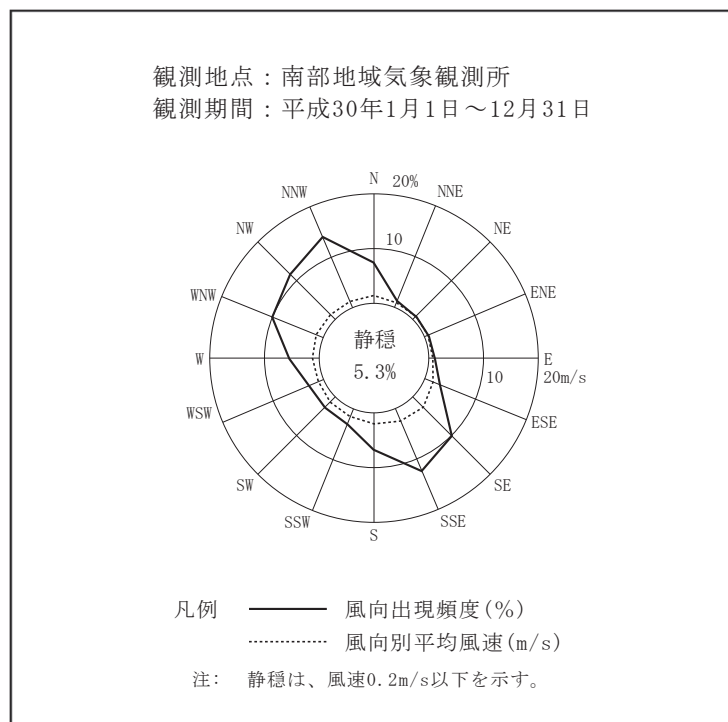 観測地点：南部地域気象観測所
観測期間：平成30年1月1日～12月31日
N
20%
NNW
NNE
NW
NE
10
WNW
ENE
静穏
5.3%
W
E
10
20m/s
WSW
ESE
SW
SE
SSW
SSE
S
凡例 風向出現頻度(%)
風向別平均風速(m/s)
注： 静穏は、風速0.2m/s以下を示す。